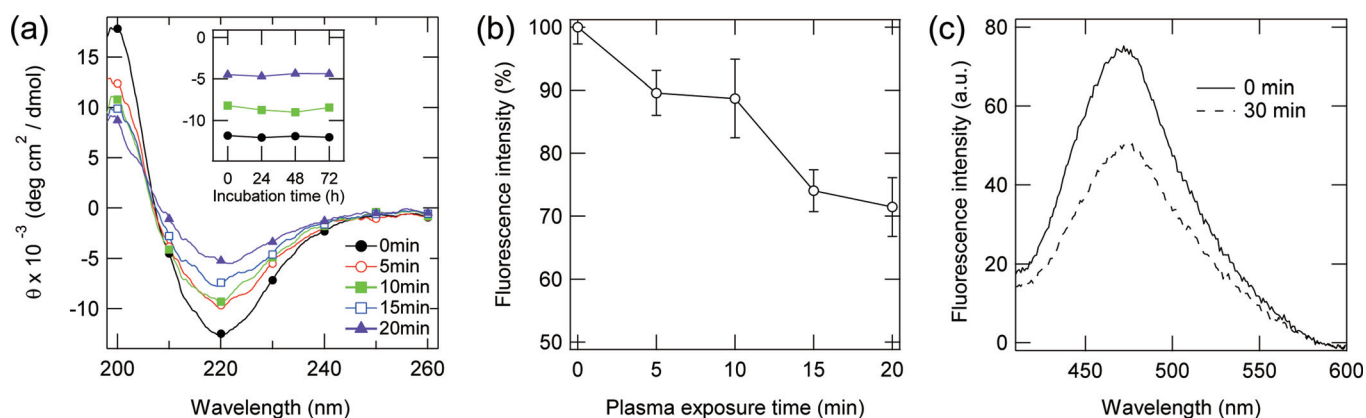 (a)
θ x 10⁻³ (deg cm² / dmol)
15
10
5
0
-5
-10
200
220
240
260
Wavelength (nm)
0
-5
-10
0
24
48
72
Incubation time (h)
0min
5min
10min
15min
20min
(b)
Fluorescence intensity (%)
100
90
80
70
60
50
0
5
10
15
20
Plasma exposure time (min)
(c)
Fluorescence intensity (a.u.)
80
60
40
20
0
450
500
550
600
Wavelength (nm)
0 min
30 min